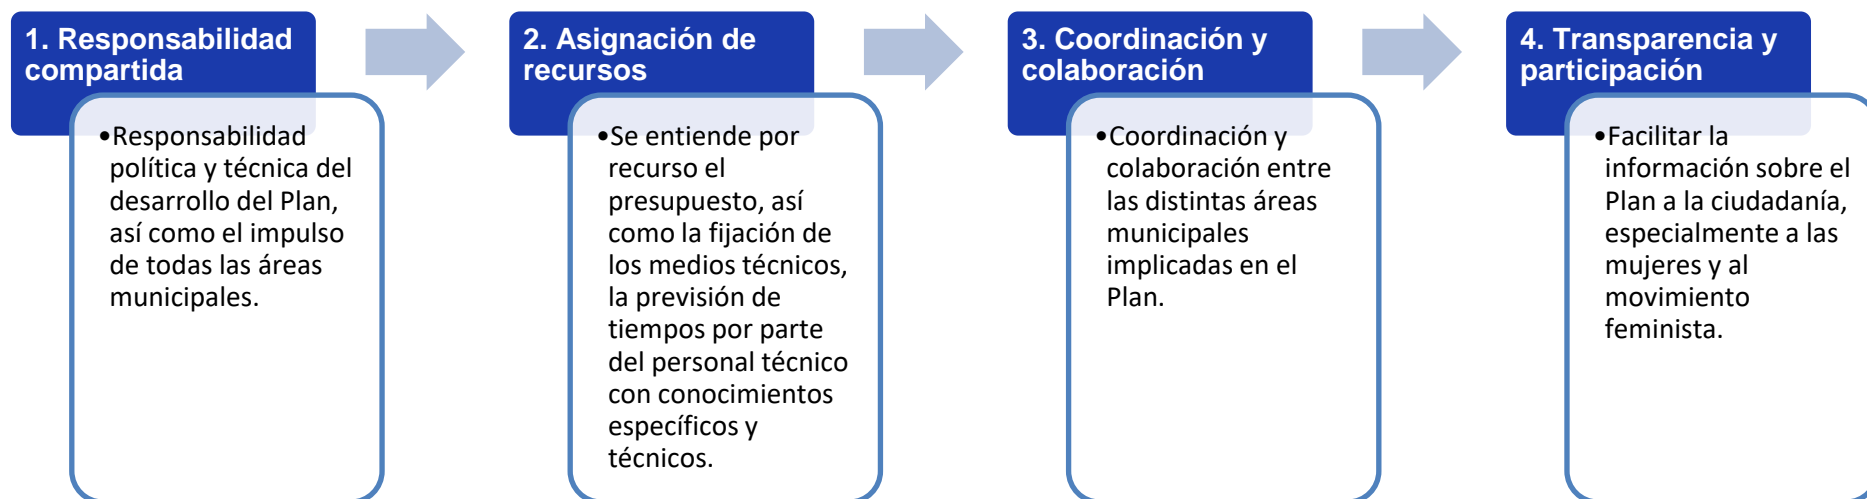 1. Responsabilidad
compartida
•Responsabilidad
política y técnica del
desarrollo del Plan,
así como el impulso
de todas las áreas
municipales.
2. Asignación de
recursos
•Se entiende por
recurso el
presupuesto, así
como la fijación de
los medios técnicos,
la previsión de
tiempos por parte
del personal técnico
con conocimientos
específicos y
técnicos.
3. Coordinación y
colaboración
•Coordinación y
colaboración entre
las distintas áreas
municipales
implicadas en el
Plan.
4. Transparencia y
participación
•Facilitar la
información sobre el
Plan a la ciudadanía,
especialmente a las
mujeres y al
movimiento
feminista.